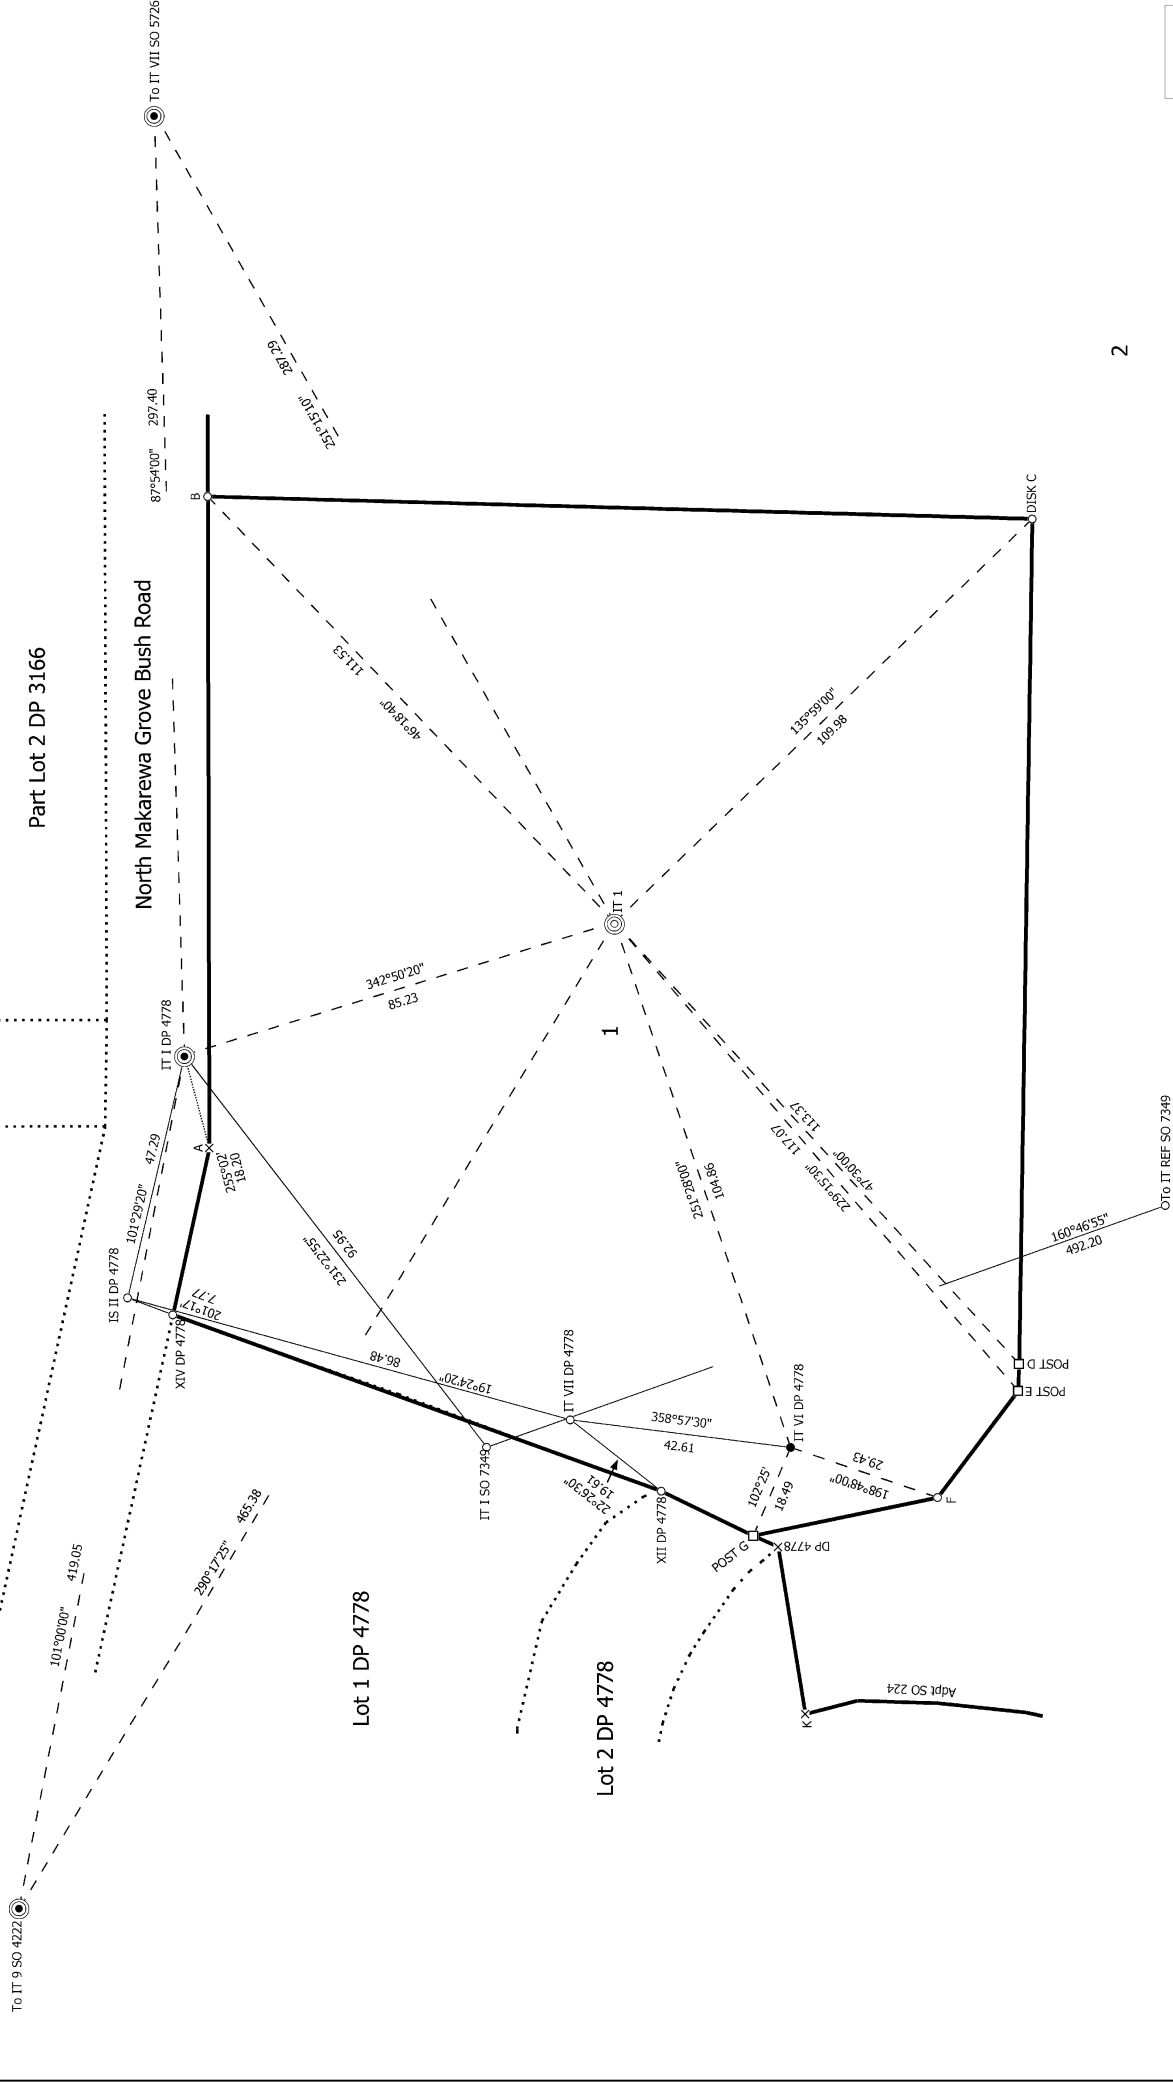 To IT VII SO 5726
87°54'00" 297.40
287.29
251°15'10"
Part Lot 2 DP 3166
North Makarewa Grove Bush Road
B
DISK C
2
111.53
46°18'40"
135°59'00"
109.98
IT 1
1
IT I DP 4778
342°50'20"
85.23
A
255°02'
18.20
47.29
101°29'20"
IS II DP 4778
7.77
201°17'
XIV DP 4778
92.95
231°22'55"
86.48
19°24'20"
IT VII DP 4778
IT I SO 7349
22°26'30"
19.61
XII DP 4778
358°57'30"
42.61
IT VI DP 4778
251°28'00"
104.86
113.37
47°30'00"
117.07
229°15'30"
To IT REF SO 7349
160°46'55"
492.20
POST D
POST E
29.43
198°48'00"
F
102°25'
18.49
POST G
DP 4778
K
Adpt SO 224
Lot 1 DP 4778
Lot 2 DP 4778
101°00'00" 419.05
290°17'25" 465.38
To IT 9 SO 4222